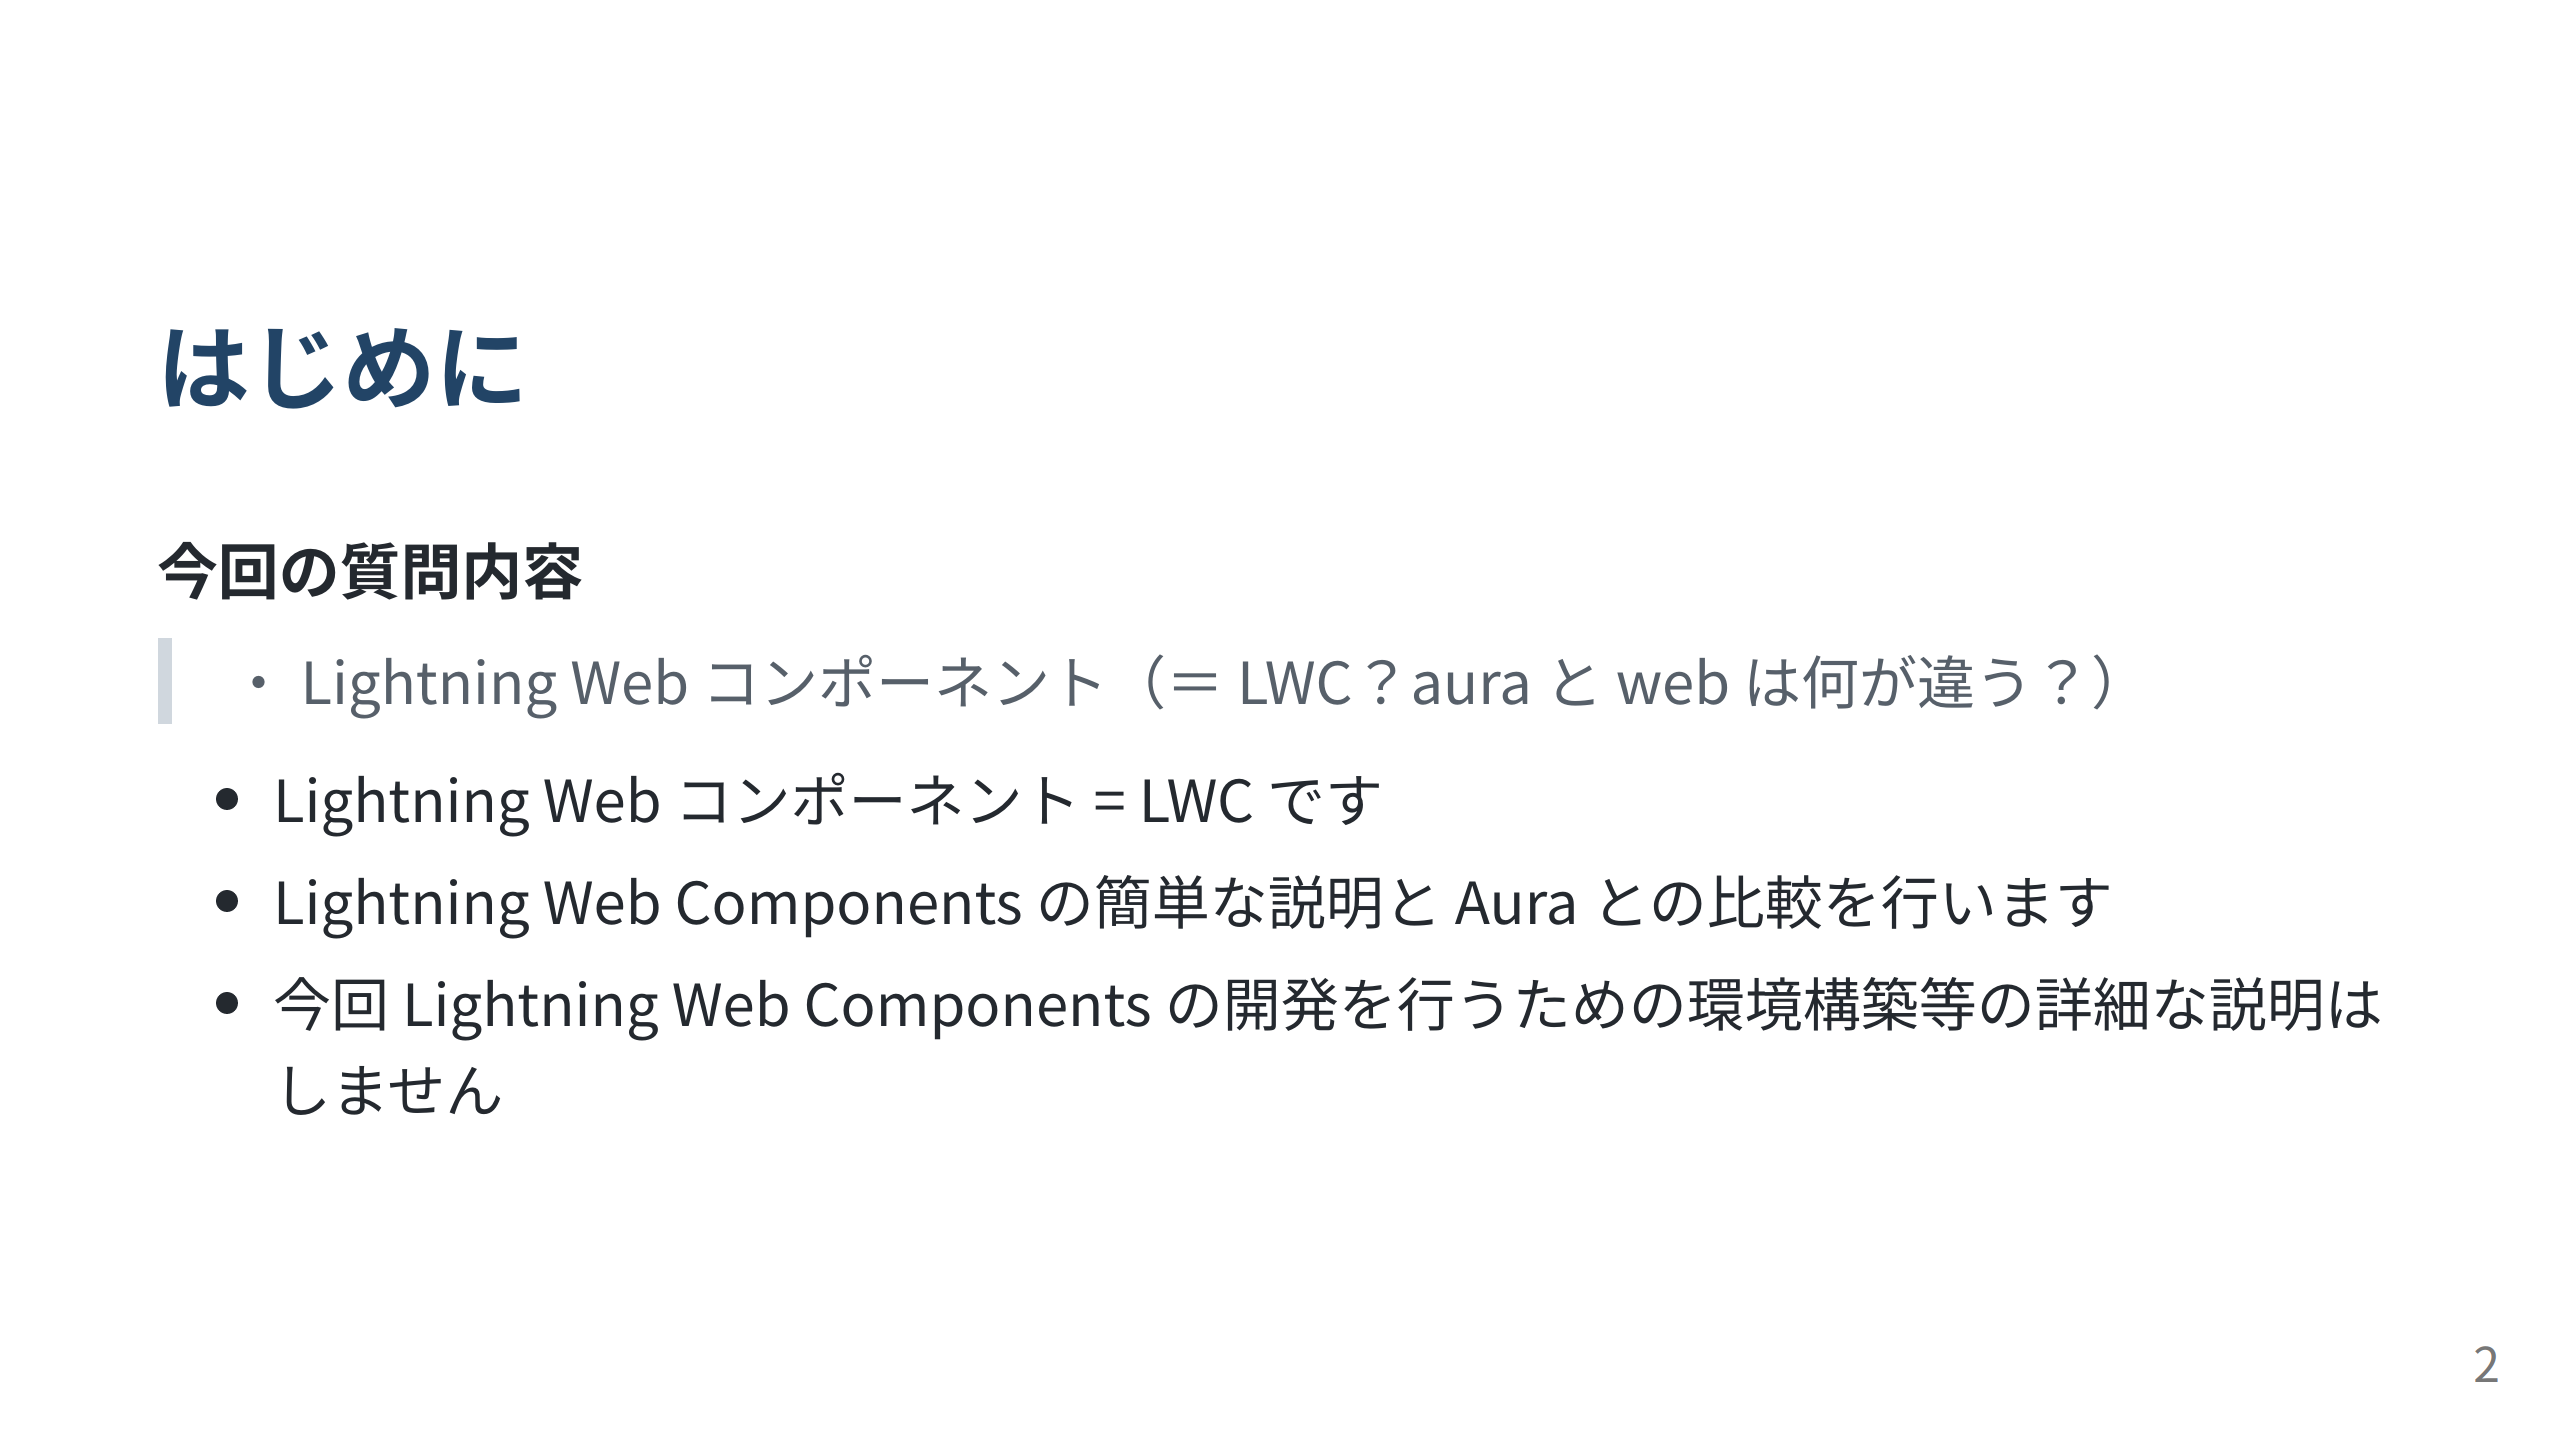 はじめに
今回の質問内容
・ Lightning Web コンポーネント（＝ LWC？aura と web は何が違う？）
• Lightning Web コンポーネント = LWC です
• Lightning Web Components の簡単な説明と Aura との比較を行います
• 今回 Lightning Web Components の開発を行うための環境構築等の詳細な説明は
しません
2